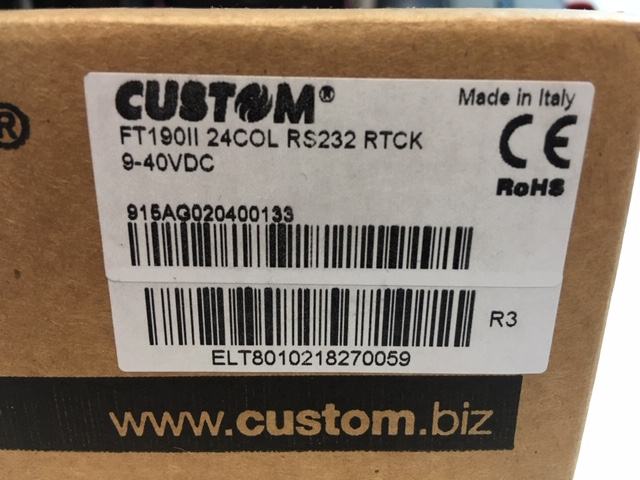 ®
CUSTOM®
Made in Italy
FT190II 24COL RS232 RTCK
9-40VDC
CE
RoHS
915AG020400133
R3
ELT8010218270059
www.custom.biz